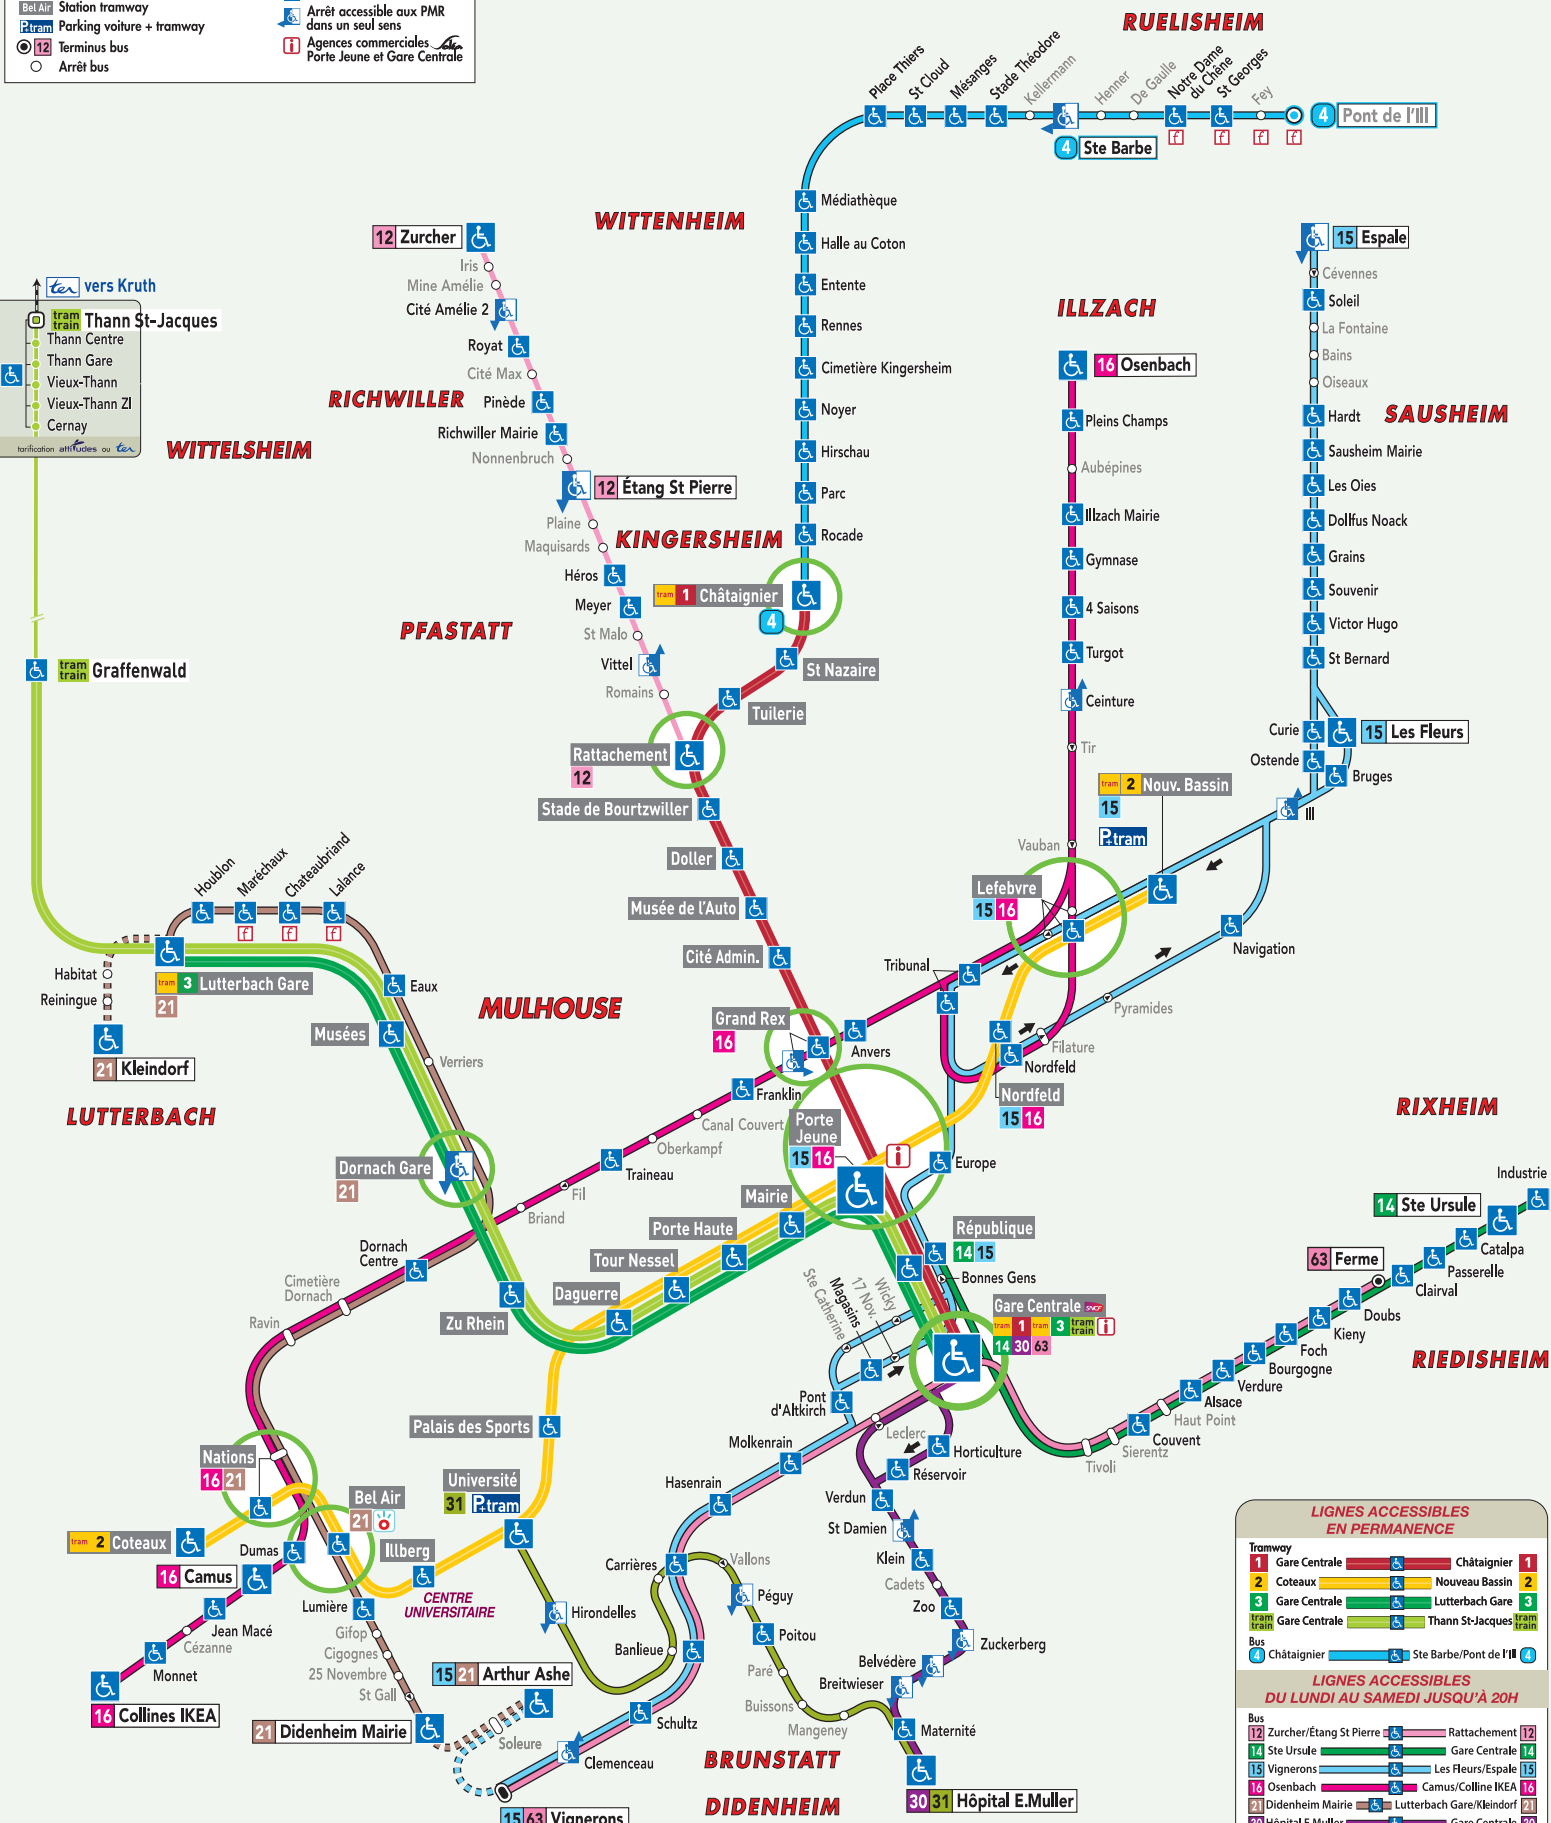 Bel Air Station tramway
P+tram Parking voiture + tramway
12 Terminus bus
Arrêt bus
Arrêt accessible aux PMR
dans un seul sens
Agences commerciales
Porte Jeune et Gare Centrale
RUELISHEIM
Place Thiers
St Cloud
Mésanges
Stade Théodore
Kellermann
Henner
De Gaulle
Notre Dame
du Chêne
St Georges
Fey
4 Pont de l'Ill
4 Ste Barbe
f
f
f
f
WITTENHEIM
Médiathèque
Halle au Coton
Entente
Rennes
Cimetière Kingersheim
Noyer
Hirschau
Parc
Rocade
tram 1 Châtaignier
4
12 Zurcher
Iris
Mine Amélie
Cité Amélie 2
Royat
Cité Max
Pinède
Richwiller Mairie
Nonnenbruch
12 Étang St Pierre
Plaine
Maquisards
Héros
Meyer
St Malo
Vittel
Romains
RICHWILLER
KINGERSHEIM
PFASTATT
ter vers Kruth
tram train Thann St-Jacques
Thann Centre
Thann Gare
Vieux-Thann
Vieux-Thann ZI
Cernay
tarification attitudes ou ter
WITTELSHEIM
tram train Graffenwald
ILLZACH
16 Osenbach
Pleins Champs
Aubépines
Illzach Mairie
Gymnase
4 Saisons
Turgot
Ceinture
Tir
Vauban
15 Espale
Cévennes
Soleil
La Fontaine
Bains
Oiseaux
Hardt
Sausheim Mairie
Les Oies
Dollfus Noack
Grains
Souvenir
Victor Hugo
St Bernard
SAUSHEIM
Curie
15 Les Fleurs
Ostende
Bruges
Ill
tram 2 Nouv. Bassin
15
P+tram
St Nazaire
Tuilerie
Rattachement
12
Stade de Bourtzwiller
Doller
Musée de l'Auto
Cité Admin.
Grand Rex
16
Anvers
Lefebvre
15 16
Tribunal
Navigation
Pyramides
Filature
Nordfeld
Nordfeld
15 16
Houblon
Maréchaux
Chateaubriand
Lalance
f
f
f
Habitat
Reiningue
tram 3 Lutterbach Gare
21
21 Kleindorf
LUTTERBACH
Eaux
Musées
Verriers
MULHOUSE
Dornach Gare
21
Franklin
Canal Couvert
Oberkampf
Traineau
Fil
Briand
Dornach
Centre
Cimetière
Dornach
Ravin
Porte
Jeune
15 16
Europe
Mairie
Porte Haute
Tour Nessel
Daguerre
Zu Rhein
République
14 15
Bonnes Gens
Ste Catherine
Magasins
17 Nov.
Wicky
Gare Centrale SNCF
tram 1 tram 3 tram train
14 30 63
RIXHEIM
Industrie
14 Ste Ursule
Catalpa
Passerelle
63 Ferme
Clairval
Doubs
Kieny
Foch
Bourgogne
Verdure
Alsace
Haut Point
Couvent
Sierentz
Tivoli
RIEDISHEIM
Pont
d'Altkirch
Leclerc
Horticulture
Réservoir
Molkenrain
Hasenrain
Verdun
St Damien
Klein
Cadets
Zoo
Zuckerberg
Belvédère
Breitwieser
Maternité
30 31 Hôpital E.Muller
Palais des Sports
Université
31 P+tram
Nations
16 21
Bel Air
21
tram 2 Coteaux
Illberg
CENTRE
UNIVERSITAIRE
Dumas
16 Camus
Jean Macé
Cézanne
Monnet
16 Collines IKEA
Lumière
Gifop
Cigognes
25 Novembre
St Gall
21 Didenheim Mairie
15 21 Arthur Ashe
Soleure
15 63 Vignerons
Clemenceau
Schultz
Banlieue
Hirondelles
Carrières
Vallons
Péguy
Poitou
Paré
Buissons
Mangeney
BRUNSTATT
DIDENHEIM
LIGNES ACCESSIBLES
EN PERMANENCE
Tramway
1 Gare Centrale Châtaignier 1
2 Coteaux Nouveau Bassin 2
3 Gare Centrale Lutterbach Gare 3
tram train Gare Centrale Thann St-Jacques tram train
Bus
4 Châtaignier Ste Barbe/Pont de l'Ill 4
LIGNES ACCESSIBLES
DU LUNDI AU SAMEDI JUSQU'À 20H
Bus
12 Zurcher/Étang St Pierre Rattachement 12
14 Ste Ursule Gare Centrale 14
15 Vignerons Les Fleurs/Espale 15
16 Osenbach Camus/Colline IKEA 16
21 Didenheim Mairie Lutterbach Gare/Kleindorf 21
30 Hôpital E.Muller Gare Centrale 30